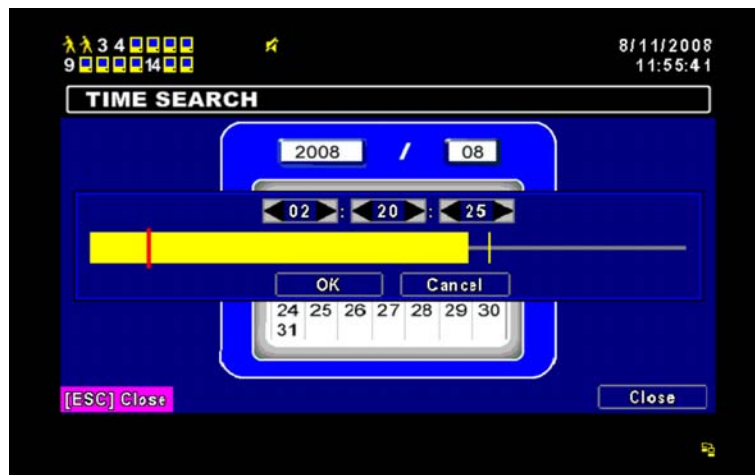 3 4
8/11/2008
9 14
11:55:41
TIME SEARCH
2008 / 08
02 : 20 : 25
OK Cancel
24 25 26 27 28 29 30
31
[ESC] Close
Close